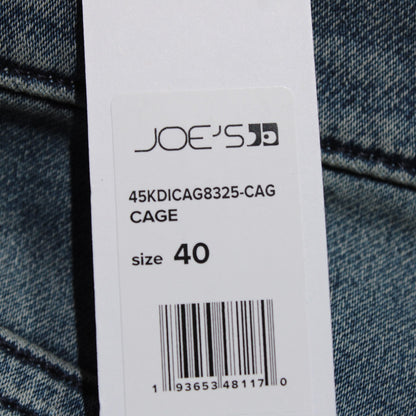 JOE'S
45KDICAG8325-CAG
CAGE
size 40
1 93653 48117 0